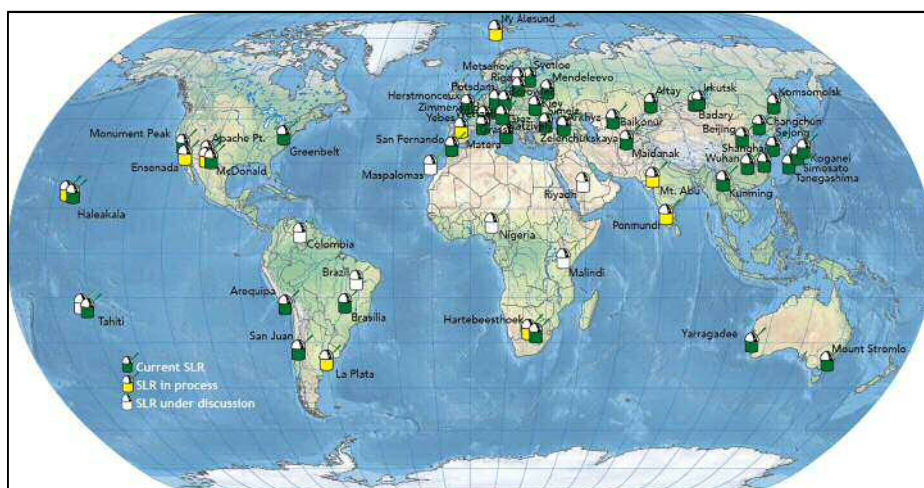 Ny Alesund
Metsahovi
Svetloe
Riga
Mendeleevo
Potsdam
Herstmonceux
Altay
Irkutsk
Komsomolsk
Zimmerwald
Kiev
Yebes
Arkhyz
Baikonur
Badary
Changchun
Monument Peak
Apache Pt.
Beijing
Sejong
San Fernando
Greenbelt
Matera
Zelenchukskaya
Shanghai
Koganei
Ensenada
McDonald
Maidanak
Wuhan
Simosato
Maspalomas
Riyadh
Mt. Abu
Tanegashima
Haleakala
Kunming
Ponmundi
Colombia
Nigeria
Brazil
Malindi
Arequipa
Tahiti
Brasilia
Hartebeesthoek
Yarragadee
San Juan
Mount Stromlo
Current SLR
La Plata
SLR in process
SLR under discussion